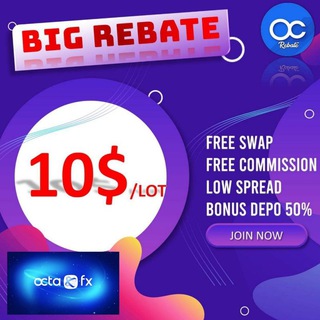 BIG REBATE
OC
Rebate
10$/LOT
FREE SWAP
FREE COMMISSION
LOW SPREAD
BONUS DEPO 50%
JOIN NOW
octa fx